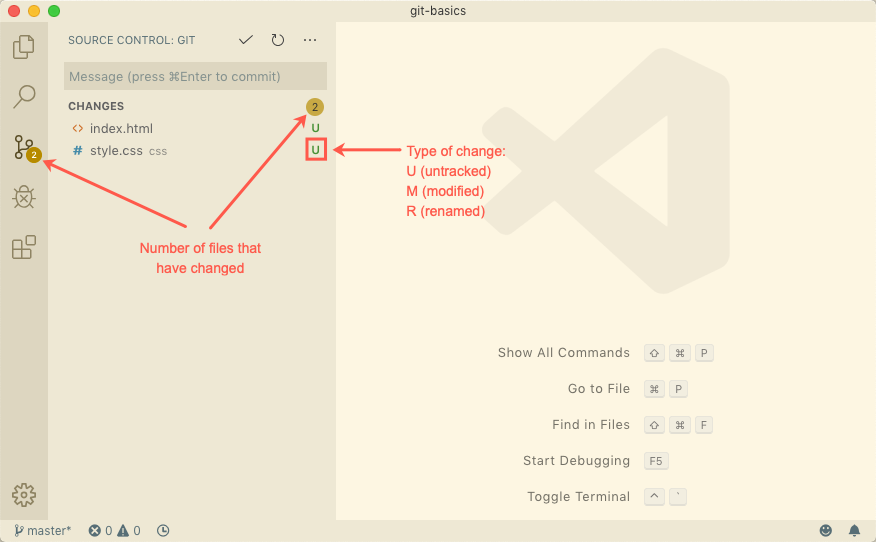 git-basics
SOURCE CONTROL: GIT
Message (press ⌘Enter to commit)
CHANGES 2
<> index.html U
# style.css css U
2
Type of change:
U (untracked)
M (modified)
R (renamed)
Number of files that
have changed
Show All Commands ⇧ ⌘ P
Go to File ⌘ P
Find in Files ⇧ ⌘ F
Start Debugging F5
Toggle Terminal ^ `
master* 0 0